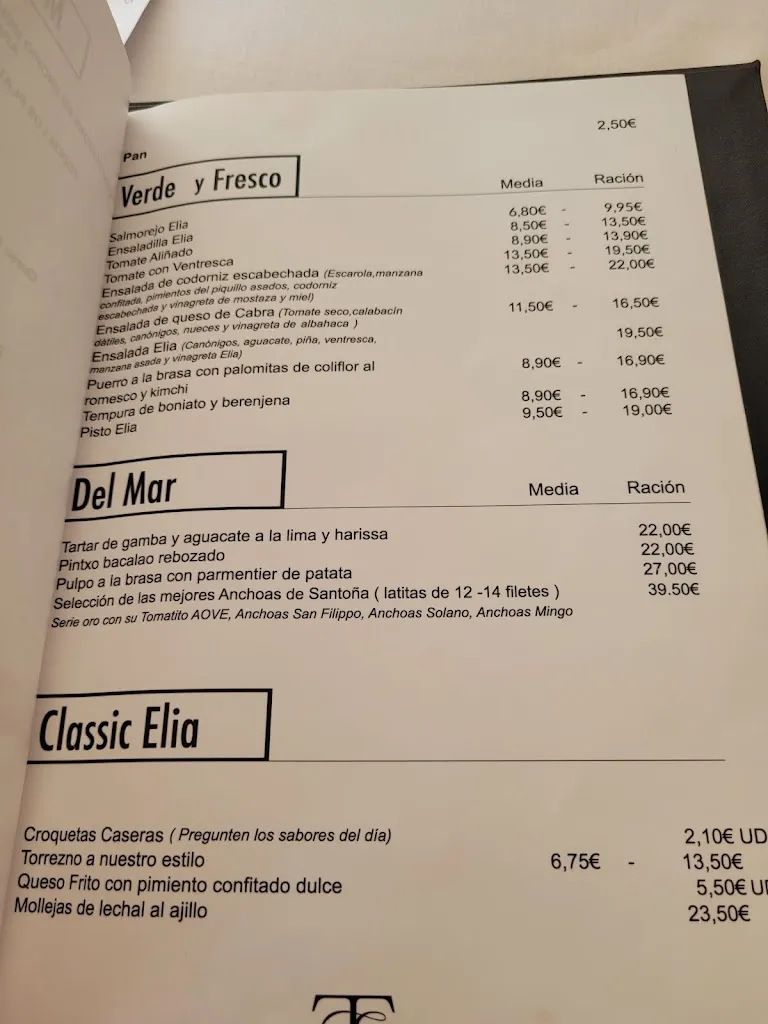 Pan 2,50€
Verde y Fresco Media Ración
Salmorejo Elia 6,80€ - 9,95€
Ensaladilla Elia 8,50€ - 13,50€
Tomate Aliñado 8,90€ - 13,90€
Tomate con Ventresca 13,50€ - 19,50€
Ensalada de codorniz escabechada (Escarola,manzana 13,50€ - 22,00€
confitada, pimientos del piquillo asados, codorniz
escabechada y vinagreta de mostaza y miel)
Ensalada de queso de Cabra (Tomate seco,calabacin 11,50€ - 16,50€
dátiles, canónigos, nueces y vinagreta de albahaca )
Ensalada Elia (Canónigos, aguacate, piña, ventresca, 19,50€
manzana asada y vinagreta Elia)
Puerro a la brasa con palomitas de coliflor al 8,90€ - 16,90€
romesco y kimchi
Tempura de boniato y berenjena 8,90€ - 16,90€
Pisto Elia 9,50€ - 19,00€
Del Mar Media Ración
Tartar de gamba y aguacate a la lima y harissa 22,00€
Pintxo bacalao rebozado 22,00€
Pulpo a la brasa con parmentier de patata 27,00€
Selección de las mejores Anchoas de Santoña ( latitas de 12 -14 filetes ) 39.50€
Serie oro con su Tomatito AOVE, Anchoas San Filippo, Anchoas Solano, Anchoas Mingo
Classic Elia
Croquetas Caseras ( Pregunten los sabores del día) 2,10€ UD
Torrezno a nuestro estilo 6,75€ - 13,50€
Queso Frito con pimiento confitado dulce 5,50€ U
Mollejas de lechal al ajillo 23,50€